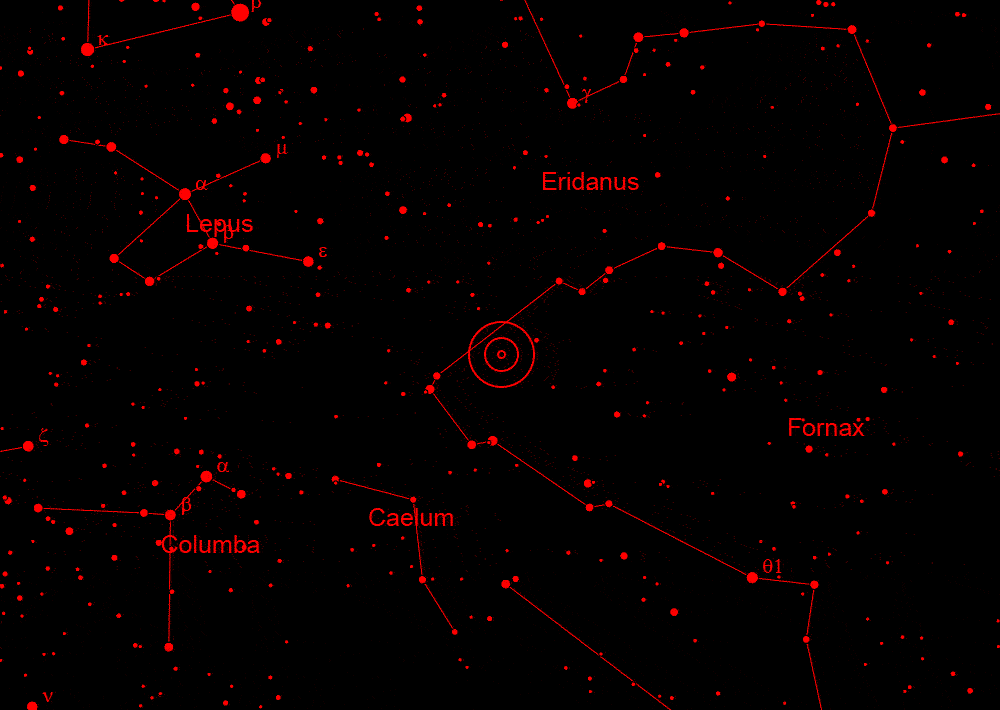 β
κ
γ
μ
Eridanus
α
Lepus
β
ε
Fornax
ζ
α
β
Caelum
Columba
θ1
ν